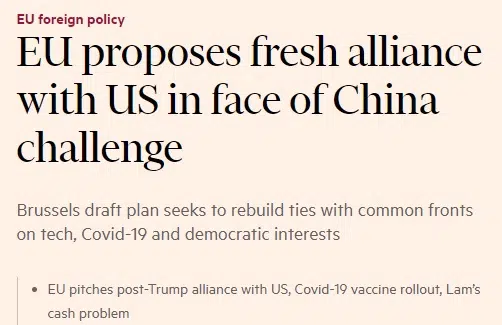 EU foreign policy
EU proposes fresh alliance
with US in face of China
challenge
Brussels draft plan seeks to rebuild ties with common fronts
on tech, Covid-19 and democratic interests
• EU pitches post-Trump alliance with US, Covid-19 vaccine rollout, Lam's
cash problem